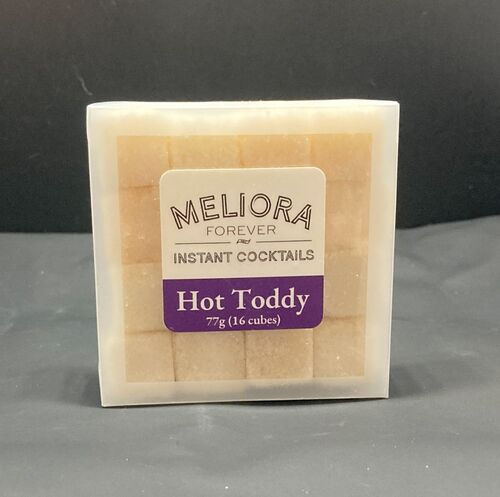 MELIORA
FOREVER
INSTANT COCKTAILS
Hot Toddy
77g (16 cubes)